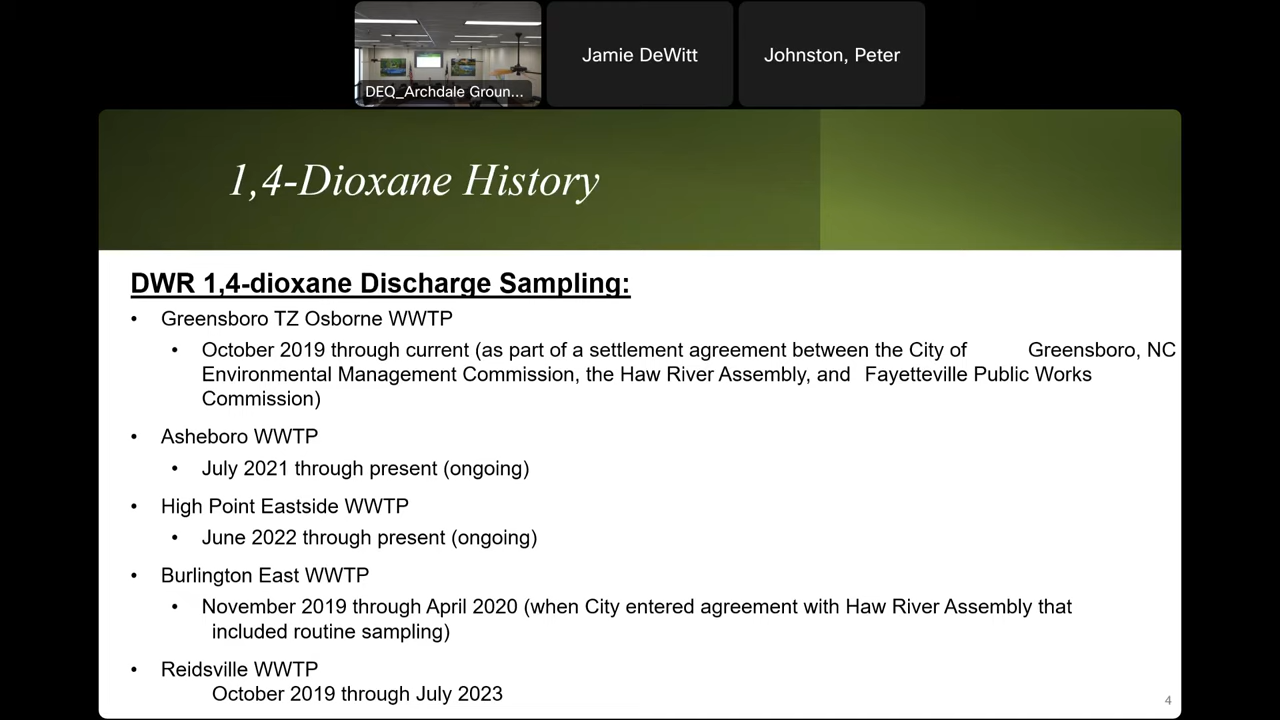 DEQ_Archdale Groun...
Jamie DeWitt
Johnston, Peter
1,4-Dioxane History
DWR 1,4-dioxane Discharge Sampling:
• Greensboro TZ Osborne WWTP
• October 2019 through current (as part of a settlement agreement between the City of Greensboro, NC
Environmental Management Commission, the Haw River Assembly, and Fayetteville Public Works
Commission)
• Asheboro WWTP
• July 2021 through present (ongoing)
• High Point Eastside WWTP
• June 2022 through present (ongoing)
• Burlington East WWTP
• November 2019 through April 2020 (when City entered agreement with Haw River Assembly that
included routine sampling)
• Reidsville WWTP
October 2019 through July 2023
4